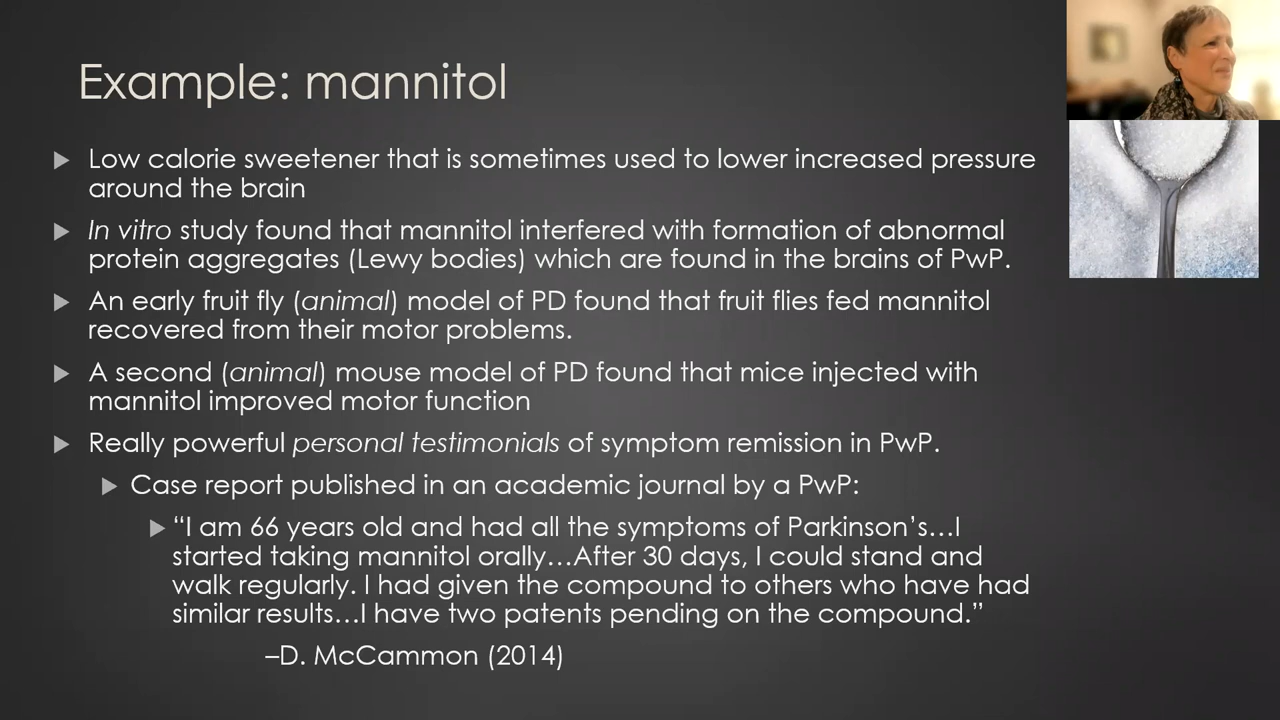 Example: mannitol
Low calorie sweetener that is sometimes used to lower increased pressure
around the brain
In vitro study found that mannitol interfered with formation of abnormal
protein aggregates (Lewy bodies) which are found in the brains of PwP.
An early fruit fly (animal) model of PD found that fruit flies fed mannitol
recovered from their motor problems.
A second (animal) mouse model of PD found that mice injected with
mannitol improved motor function
Really powerful personal testimonials of symptom remission in PwP.
Case report published in an academic journal by a PwP:
“I am 66 years old and had all the symptoms of Parkinson’s…I
started taking mannitol orally…After 30 days, I could stand and
walk regularly. I had given the compound to others who have had
similar results…I have two patents pending on the compound.”
–D. McCammon (2014)